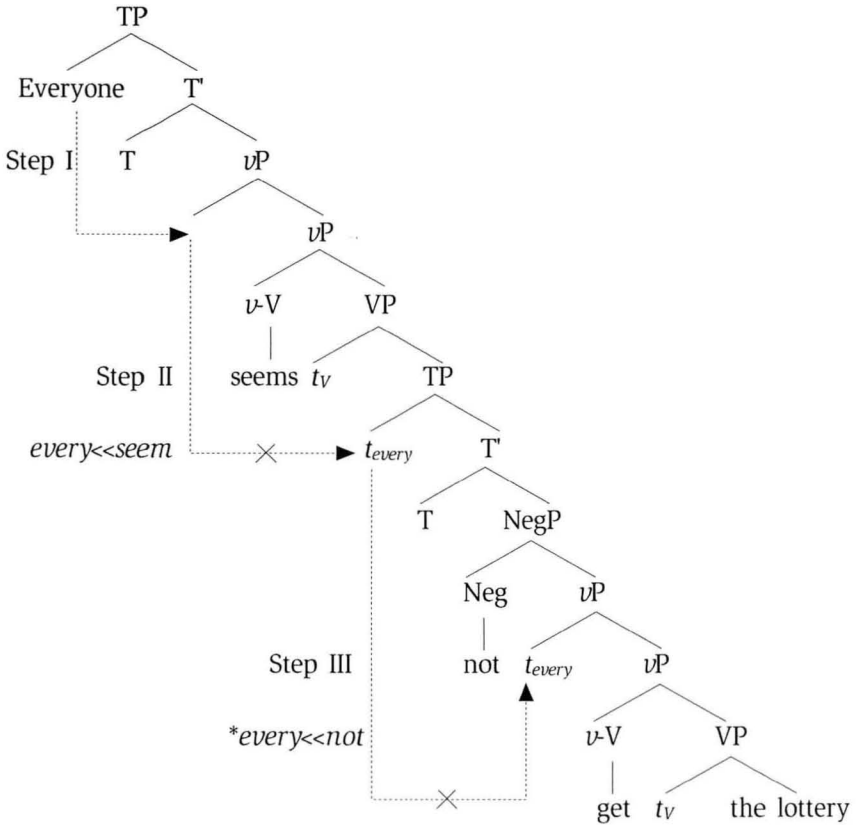 TP
Everyone T'
Step I T vP
vP
v-V VP
Step II seems tV TP
every<<seem tevery T'
T NegP
Neg vP
Step III not tevery vP
*every<<not v-V VP
get tV the lottery